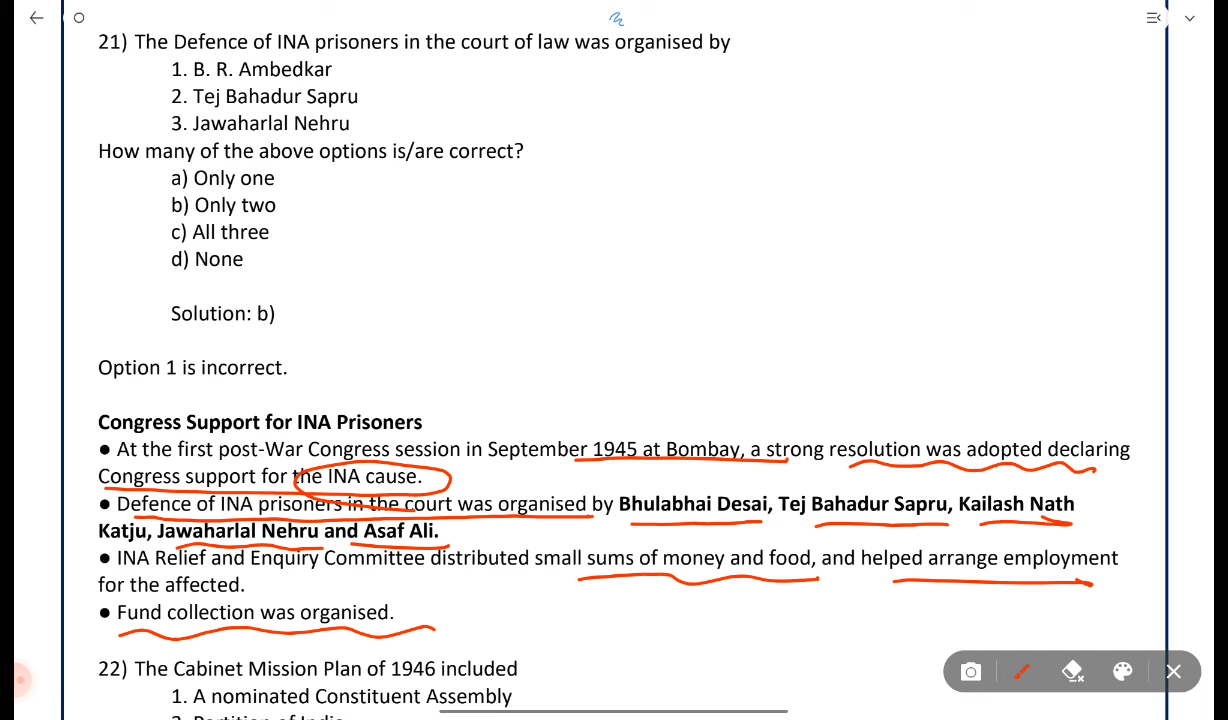 21) The Defence of INA prisoners in the court of law was organised by
1. B. R. Ambedkar
2. Tej Bahadur Sapru
3. Jawaharlal Nehru
How many of the above options is/are correct?
a) Only one
b) Only two
c) All three
d) None
Solution: b)
Option 1 is incorrect.
Congress Support for INA Prisoners
● At the first post-War Congress session in September 1945 at Bombay, a strong resolution was adopted declaring
Congress support for the INA cause.
● Defence of INA prisoners in the court was organised by Bhulabhai Desai, Tej Bahadur Sapru, Kailash Nath
Katju, Jawaharlal Nehru and Asaf Ali.
● INA Relief and Enquiry Committee distributed small sums of money and food, and helped arrange employment
for the affected.
● Fund collection was organised.
22) The Cabinet Mission Plan of 1946 included
1. A nominated Constituent Assembly
2. Partition of India